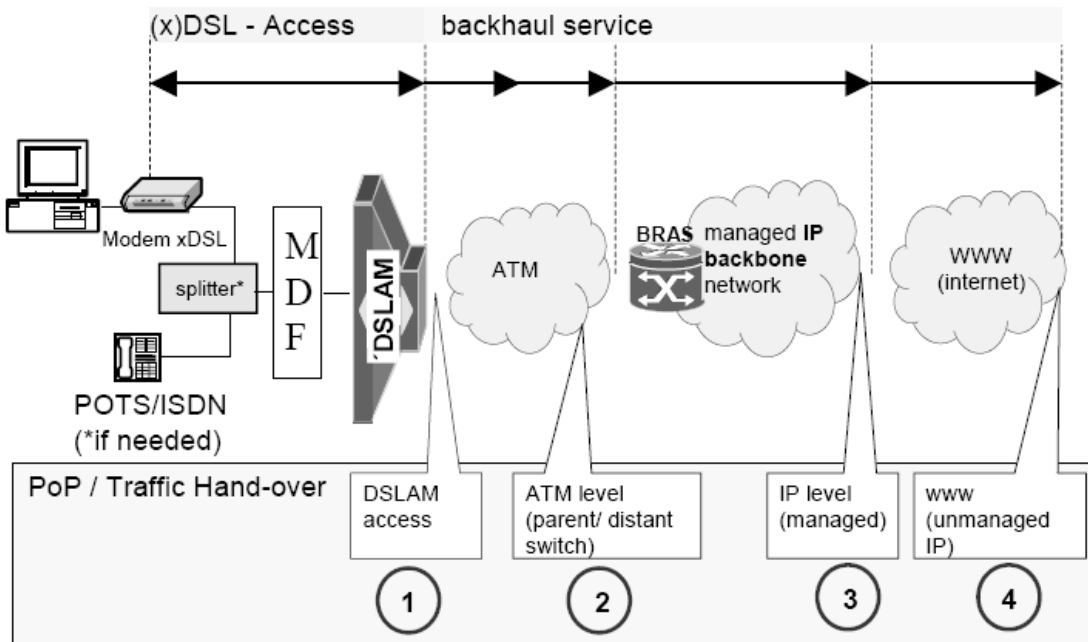 (x)DSL - Access
backhaul service
Modem xDSL
splitter*
POTS/ISDN
(*if needed)
M
D
F
´DSLAM
ATM
BRAS
managed IP
backbone
network
WWW
(internet)
PoP / Traffic Hand-over
DSLAM
access
ATM level
(parent/ distant
switch)
IP level
(managed)
www
(unmanaged
IP)
1
2
3
4